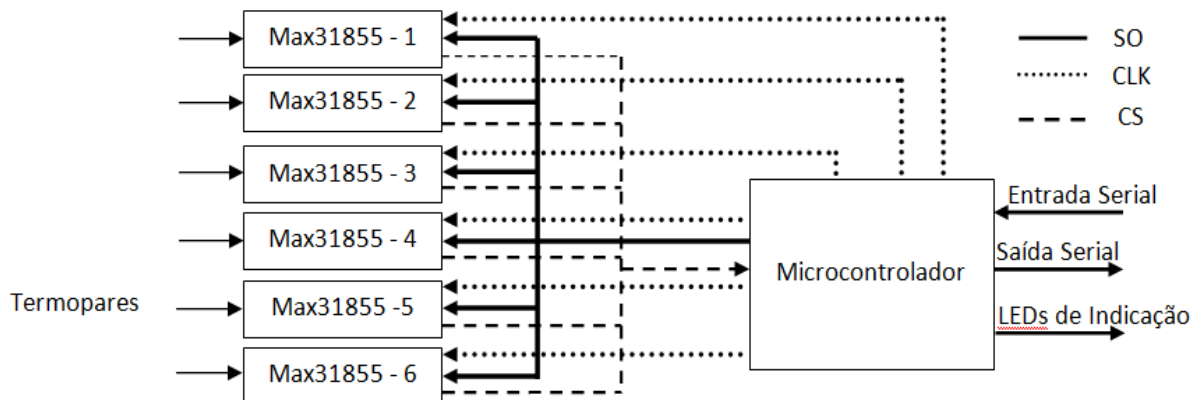 Max31855 - 1
Max31855 - 2
Max31855 - 3
Max31855 - 4
Max31855 -5
Max31855 - 6
Termopares
Microcontrolador
SO
CLK
CS
Entrada Serial
Saída Serial
LEDs de Indicação